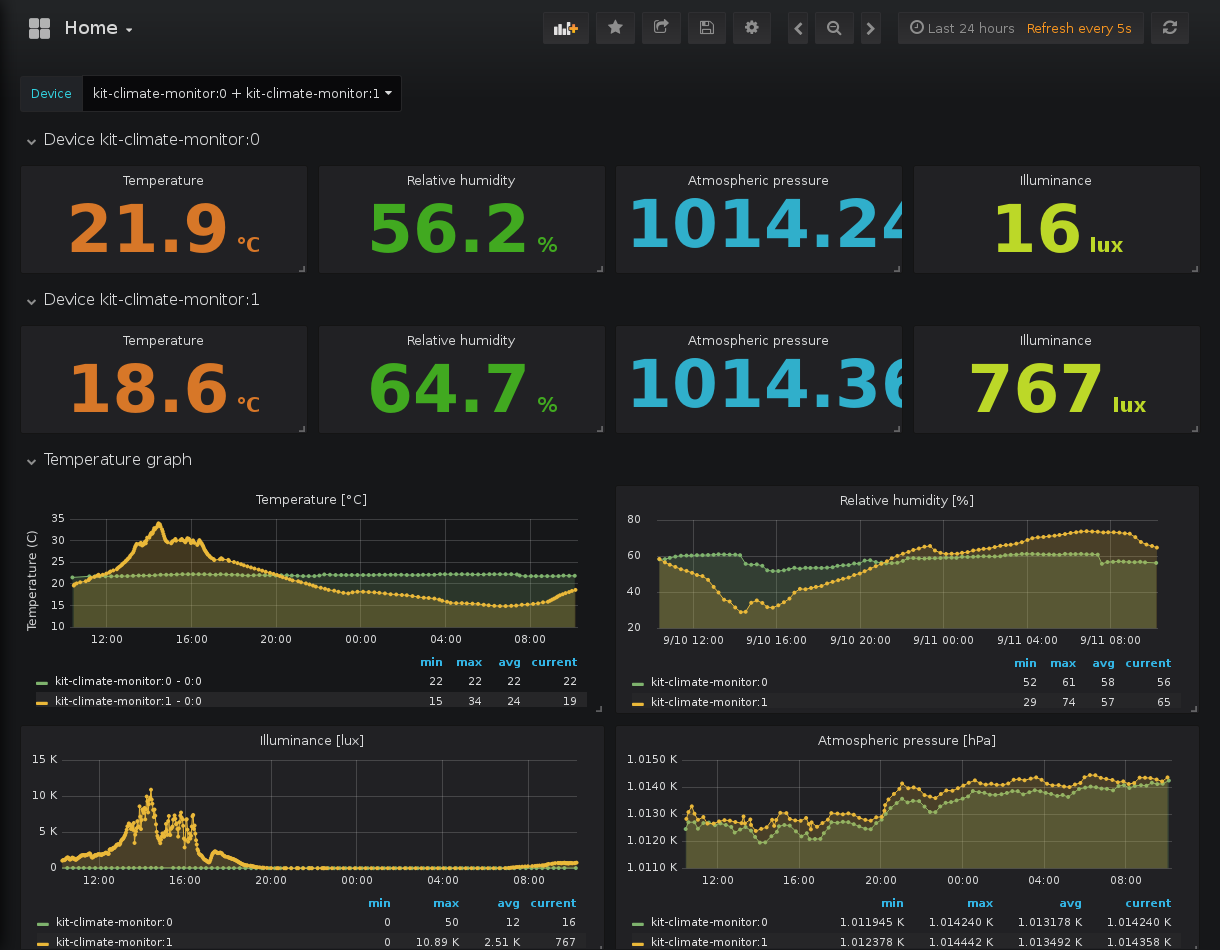 Home
Last 24 hours Refresh every 5s
Device kit-climate-monitor:0 + kit-climate-monitor:1
Device kit-climate-monitor:0
Temperature Relative humidity Atmospheric pressure Illuminance
21.9 °C 56.2 % 1014.24 16 lux
Device kit-climate-monitor:1
Temperature Relative humidity Atmospheric pressure Illuminance
18.6 °C 64.7 % 1014.36 767 lux
Temperature graph
Temperature [°C]
Temperature (C)
35
30
25
20
15
10
12:00 16:00 20:00 00:00 04:00 08:00
min max avg current
kit-climate-monitor:0 - 0:0 22 22 22 22
kit-climate-monitor:1 - 0:0 15 34 24 19
Relative humidity [%]
80
60
40
20
9/10 12:00 9/10 16:00 9/10 20:00 9/11 00:00 9/11 04:00 9/11 08:00
min max avg current
kit-climate-monitor:0 52 61 58 56
kit-climate-monitor:1 29 74 57 65
Illuminance [lux]
15 K
10 K
5 K
0
12:00 16:00 20:00 00:00 04:00 08:00
min max avg current
kit-climate-monitor:0 0 50 12 16
kit-climate-monitor:1 0 10.89 K 2.51 K 767
Atmospheric pressure [hPa]
1.0150 K
1.0140 K
1.0130 K
1.0120 K
1.0110 K
12:00 16:00 20:00 00:00 04:00 08:00
min max avg current
kit-climate-monitor:0 1.011945 K 1.014240 K 1.013178 K 1.014240 K
kit-climate-monitor:1 1.012378 K 1.014442 K 1.013492 K 1.014358 K